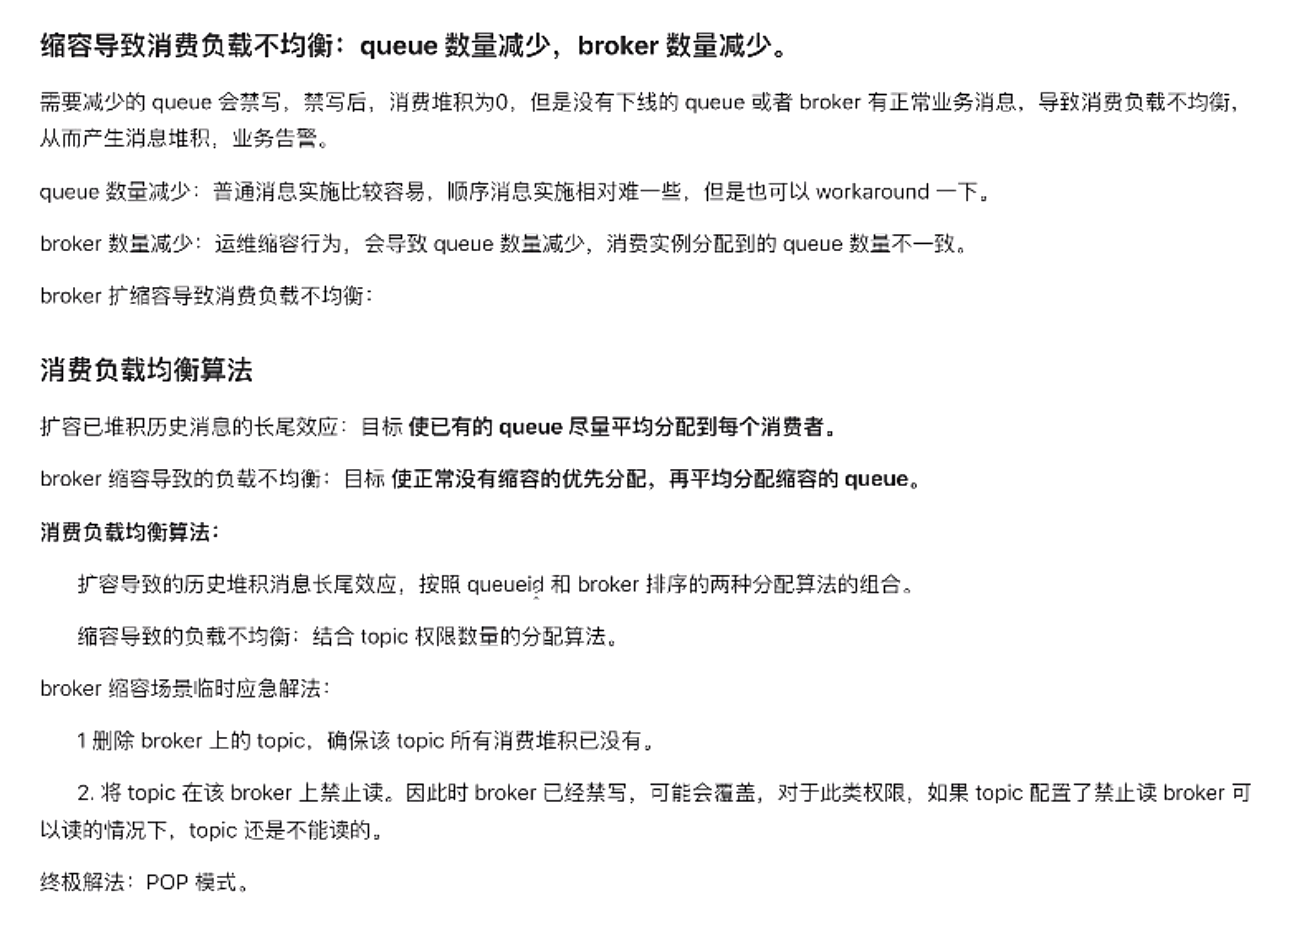 缩容导致消费负载不均衡：queue 数量减少，broker 数量减少。
需要减少的 queue 会禁写，禁写后，消费堆积为0，但是没有下线的 queue 或者 broker 有正常业务消息，导致消费负载不均衡，
从而产生消息堆积，业务告警。
queue 数量减少：普通消息实施比较容易，顺序消息实施相对难一些，但是也可以 workaround 一下。
broker 数量减少：运维缩容行为，会导致 queue 数量减少，消费实例分配到的 queue 数量不一致。
broker 扩缩容导致消费负载不均衡：
消费负载均衡算法
扩容已堆积历史消息的长尾效应：目标 使已有的 queue 尽量平均分配到每个消费者。
broker 缩容导致的负载不均衡：目标 使正常没有缩容的优先分配，再平均分配缩容的 queue。
消费负载均衡算法：
扩容导致的历史堆积消息长尾效应，按照 queueid 和 broker 排序的两种分配算法的组合。
缩容导致的负载不均衡：结合 topic 权限数量的分配算法。
broker 缩容场景临时应急解法：
1 删除 broker 上的 topic，确保该 topic 所有消费堆积已没有。
2. 将 topic 在该 broker 上禁止读。因此时 broker 已经禁写，可能会覆盖，对于此类权限，如果 topic 配置了禁止读 broker 可
以读的情况下，topic 还是不能读的。
终极解法：POP 模式。